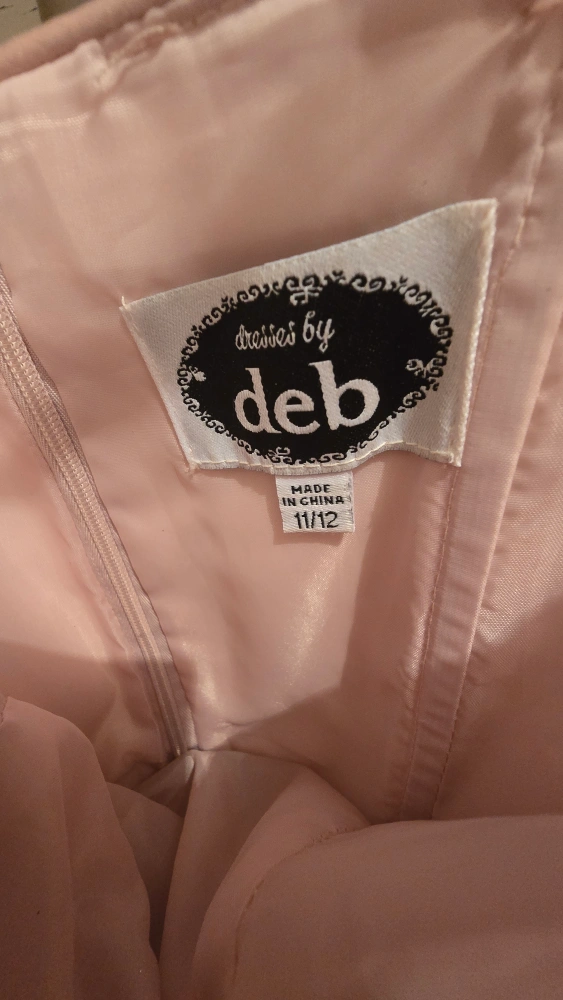 dresses by
deb
MADE
IN CHINA
11/12